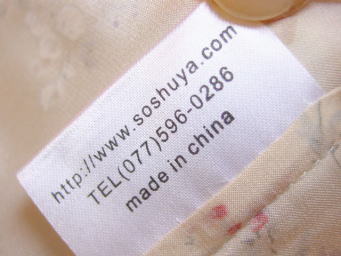 http://www.soshuya.com
TEL(077)596-0286
made in china